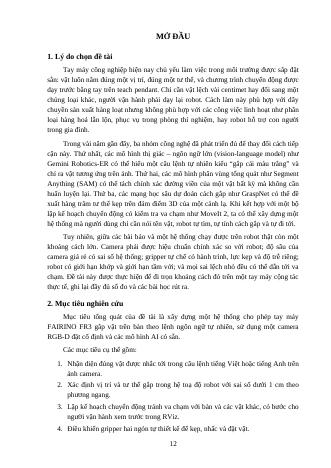 MỞ ĐẦU
1. Lý do chọn đề tài
Tay máy công nghiệp hiện nay chủ yếu làm việc trong môi trường được sắp đặt
sẵn: vật luôn nằm đúng một vị trí, đúng một tư thế, và chương trình chuyển động được
dạy trước bằng tay trên teach pendant. Chỉ cần vật lệch vài centimet hay đổi sang một
chủng loại khác, người vận hành phải dạy lại robot. Cách làm này phù hợp với dây
chuyền sản xuất hàng loạt nhưng không phù hợp với các công việc linh hoạt như phân
loại hàng hoá lẫn lộn, phục vụ trong phòng thí nghiệm, hay robot hỗ trợ con người
trong gia đình.
Trong vài năm gần đây, ba nhóm công nghệ đã phát triển đủ để thay đổi cách tiếp
cận này. Thứ nhất, các mô hình thị giác – ngôn ngữ lớn (vision-language model) như
Gemini Robotics-ER có thể hiểu một câu lệnh tự nhiên kiểu “gắp cái màu trắng” và
chỉ ra vật tương ứng trên ảnh. Thứ hai, các mô hình phân vùng tổng quát như Segment
Anything (SAM) có thể tách chính xác đường viền của một vật bất kỳ mà không cần
huấn luyện lại. Thứ ba, các mạng học sâu dự đoán cách gắp như GraspNet có thể đề
xuất hàng trăm tư thế kẹp trên đám điểm 3D của một cảnh lạ. Khi kết hợp với một bộ
lập kế hoạch chuyển động có kiểm tra va chạm như MoveIt 2, ta có thể xây dựng một
hệ thống mà người dùng chỉ cần nói tên vật, robot tự tìm, tự tính cách gắp và tự đi tới.
Tuy nhiên, giữa các bài báo và một hệ thống chạy được trên robot thật còn một
khoảng cách lớn. Camera phải được hiệu chuẩn chính xác so với robot; độ sâu của
camera giá rẻ có sai số hệ thống; gripper tự chế có hành trình, lực kẹp và độ trễ riêng;
robot có giới hạn khớp và giới hạn tầm với; và mọi sai lệch nhỏ đều có thể dẫn tới va
chạm. Đề tài này được thực hiện để đi trọn khoảng cách đó trên một tay máy cộng tác
thực tế, ghi lại đầy đủ số đo và các bài học rút ra.
2. Mục tiêu nghiên cứu
Mục tiêu tổng quát của đề tài là xây dựng một hệ thống cho phép tay máy
FAIRINO FR3 gắp vật trên bàn theo lệnh ngôn ngữ tự nhiên, sử dụng một camera
RGB-D đặt cố định và các mô hình AI có sẵn.
Các mục tiêu cụ thể gồm:
1. Nhận diện đúng vật được nhắc tới trong câu lệnh tiếng Việt hoặc tiếng Anh trên
ảnh camera.
2. Xác định vị trí và tư thế gắp trong hệ toạ độ robot với sai số dưới 1 cm theo
phương ngang.
3. Lập kế hoạch chuyển động tránh va chạm với bàn và các vật khác, có bước cho
người vận hành xem trước trong RViz.
4. Điều khiển gripper hai ngón tự thiết kế để kẹp, nhấc và đặt vật.
12